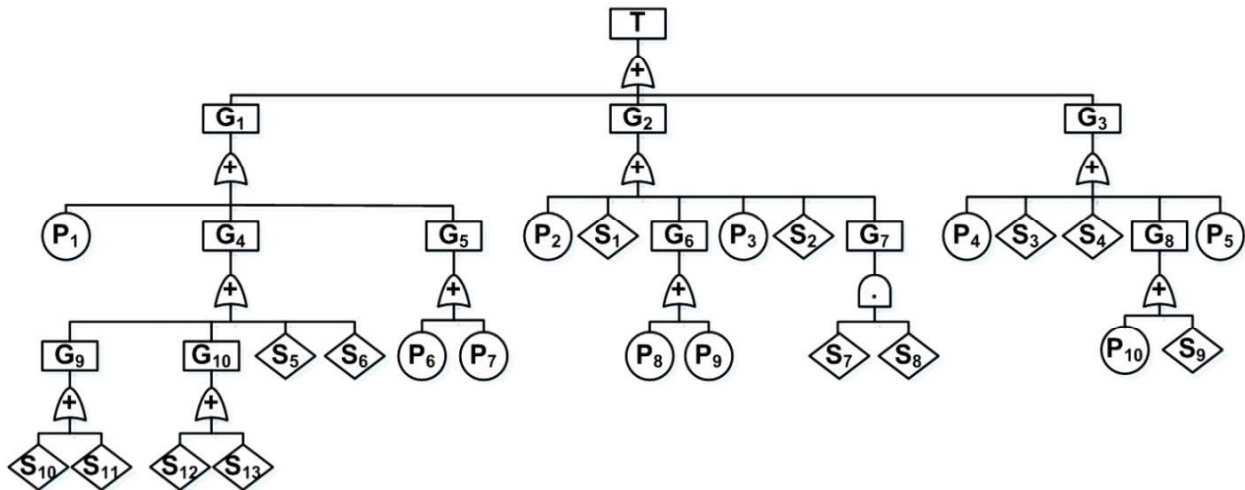 T
+
G₁ G₂ G₃
+ + +
P₁ G₄ G₅ P₂ S₁ G₆ P₃ S₂ G₇ P₄ S₃ S₄ G₈ P₅
+ + + . +
G₉ G₁₀ S₅ S₆ P₆ P₇ P₈ P₉ S₇ S₈ P₁₀ S₉
+ +
S₁₀ S₁₁ S₁₂ S₁₃